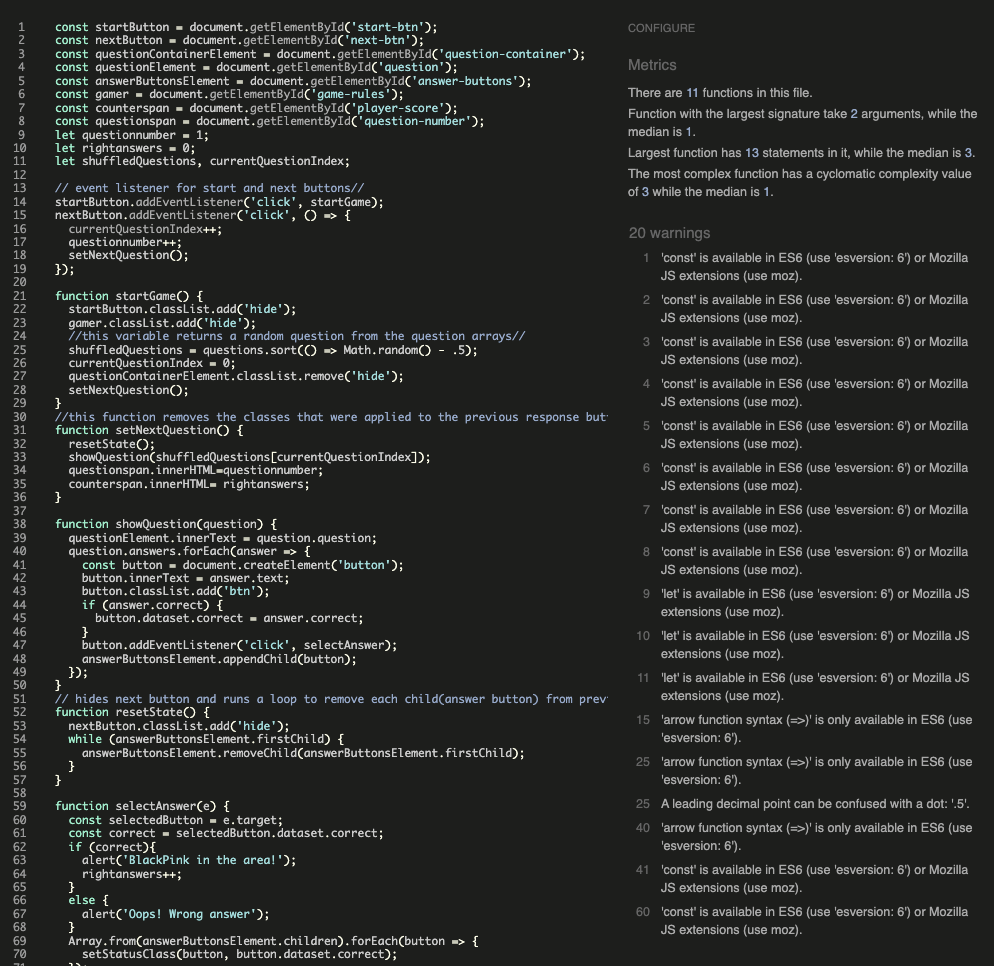 1 const startButton = document.getElementById('start-btn');
2 const nextButton = document.getElementById('next-btn');
3 const questionContainerElement = document.getElementById('question-container');
4 const questionElement = document.getElementById('question');
5 const answerButtonsElement = document.getElementById('answer-buttons');
6 const gamer = document.getElementById('game-rules');
7 const counterspan = document.getElementById('player-score');
8 const questionspan = document.getElementById('question-number');
9 let questionnumber = 1;
10 let rightanswers = 0;
11 let shuffledQuestions, currentQuestionIndex;
12
13 // event listener for start and next buttons//
14 startButton.addEventListener('click', startGame);
15 nextButton.addEventListener('click', () => {
16 currentQuestionIndex++;
17 questionnumber++;
18 setNextQuestion();
19 });
20
21 function startGame() {
22 startButton.classList.add('hide');
23 gamer.classList.add('hide');
24 //this variable returns a random question from the question arrays//
25 shuffledQuestions = questions.sort(() => Math.random() - .5);
26 currentQuestionIndex = 0;
27 questionContainerElement.classList.remove('hide');
28 setNextQuestion();
29 }
30 //this function removes the classes that were applied to the previous response but
31 function setNextQuestion() {
32 resetState();
33 showQuestion(shuffledQuestions[currentQuestionIndex]);
34 questionspan.innerHTML=questionnumber;
35 counterspan.innerHTML= rightanswers;
36 }
37
38 function showQuestion(question) {
39 questionElement.innerText = question.question;
40 question.answers.forEach(answer => {
41 const button = document.createElement('button');
42 button.innerText = answer.text;
43 button.classList.add('btn');
44 if (answer.correct) {
45 button.dataset.correct = answer.correct;
46 }
47 button.addEventListener('click', selectAnswer);
48 answerButtonsElement.appendChild(button);
49 });
50 }
51 // hides next button and runs a loop to remove each child(answer button) from prev
52 function resetState() {
53 nextButton.classList.add('hide');
54 while (answerButtonsElement.firstChild) {
55 answerButtonsElement.removeChild(answerButtonsElement.firstChild);
56 }
57 }
58
59 function selectAnswer(e) {
60 const selectedButton = e.target;
61 const correct = selectedButton.dataset.correct;
62 if (correct){
63 alert('BlackPink in the area!');
64 rightanswers++;
65 }
66 else {
67 alert('Oops! Wrong answer');
68 }
69 Array.from(answerButtonsElement.children).forEach(button => {
70 setStatusClass(button, button.dataset.correct);
CONFIGURE
Metrics
There are 11 functions in this file.
Function with the largest signature take 2 arguments, while the
median is 1.
Largest function has 13 statements in it, while the median is 3.
The most complex function has a cyclomatic complexity value
of 3 while the median is 1.
20 warnings
1 'const' is available in ES6 (use 'esversion: 6') or Mozilla
JS extensions (use moz).
2 'const' is available in ES6 (use 'esversion: 6') or Mozilla
JS extensions (use moz).
3 'const' is available in ES6 (use 'esversion: 6') or Mozilla
JS extensions (use moz).
4 'const' is available in ES6 (use 'esversion: 6') or Mozilla
JS extensions (use moz).
5 'const' is available in ES6 (use 'esversion: 6') or Mozilla
JS extensions (use moz).
6 'const' is available in ES6 (use 'esversion: 6') or Mozilla
JS extensions (use moz).
7 'const' is available in ES6 (use 'esversion: 6') or Mozilla
JS extensions (use moz).
8 'const' is available in ES6 (use 'esversion: 6') or Mozilla
JS extensions (use moz).
9 'let' is available in ES6 (use 'esversion: 6') or Mozilla JS
extensions (use moz).
10 'let' is available in ES6 (use 'esversion: 6') or Mozilla JS
extensions (use moz).
11 'let' is available in ES6 (use 'esversion: 6') or Mozilla JS
extensions (use moz).
15 'arrow function syntax (=>)' is only available in ES6 (use
'esversion: 6').
25 'arrow function syntax (=>)' is only available in ES6 (use
'esversion: 6').
25 A leading decimal point can be confused with a dot: '.5'.
40 'arrow function syntax (=>)' is only available in ES6 (use
'esversion: 6').
41 'const' is available in ES6 (use 'esversion: 6') or Mozilla
JS extensions (use moz).
60 'const' is available in ES6 (use 'esversion: 6') or Mozilla
JS extensions (use moz).